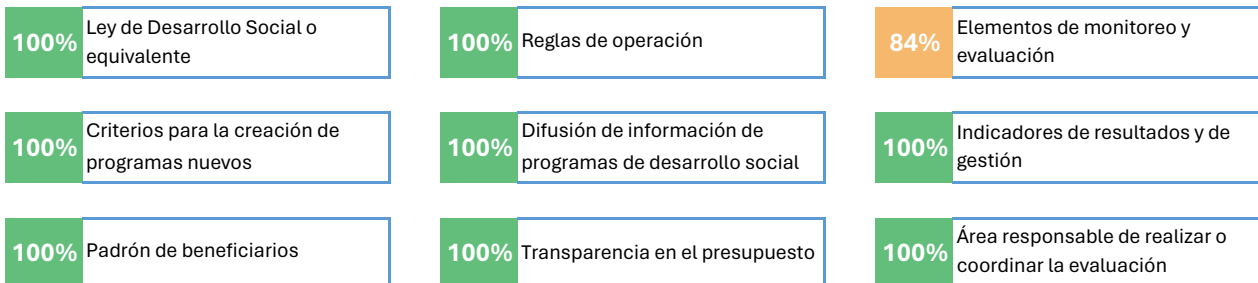 100% Ley de Desarrollo Social o
equivalente
100% Reglas de operación
84% Elementos de monitoreo y
evaluación
100% Criterios para la creación de
programas nuevos
100% Difusión de información de
programas de desarrollo social
100% Indicadores de resultados y de
gestión
100% Padrón de beneficiarios
100% Transparencia en el presupuesto
100% Área responsable de realizar o
coordinar la evaluación